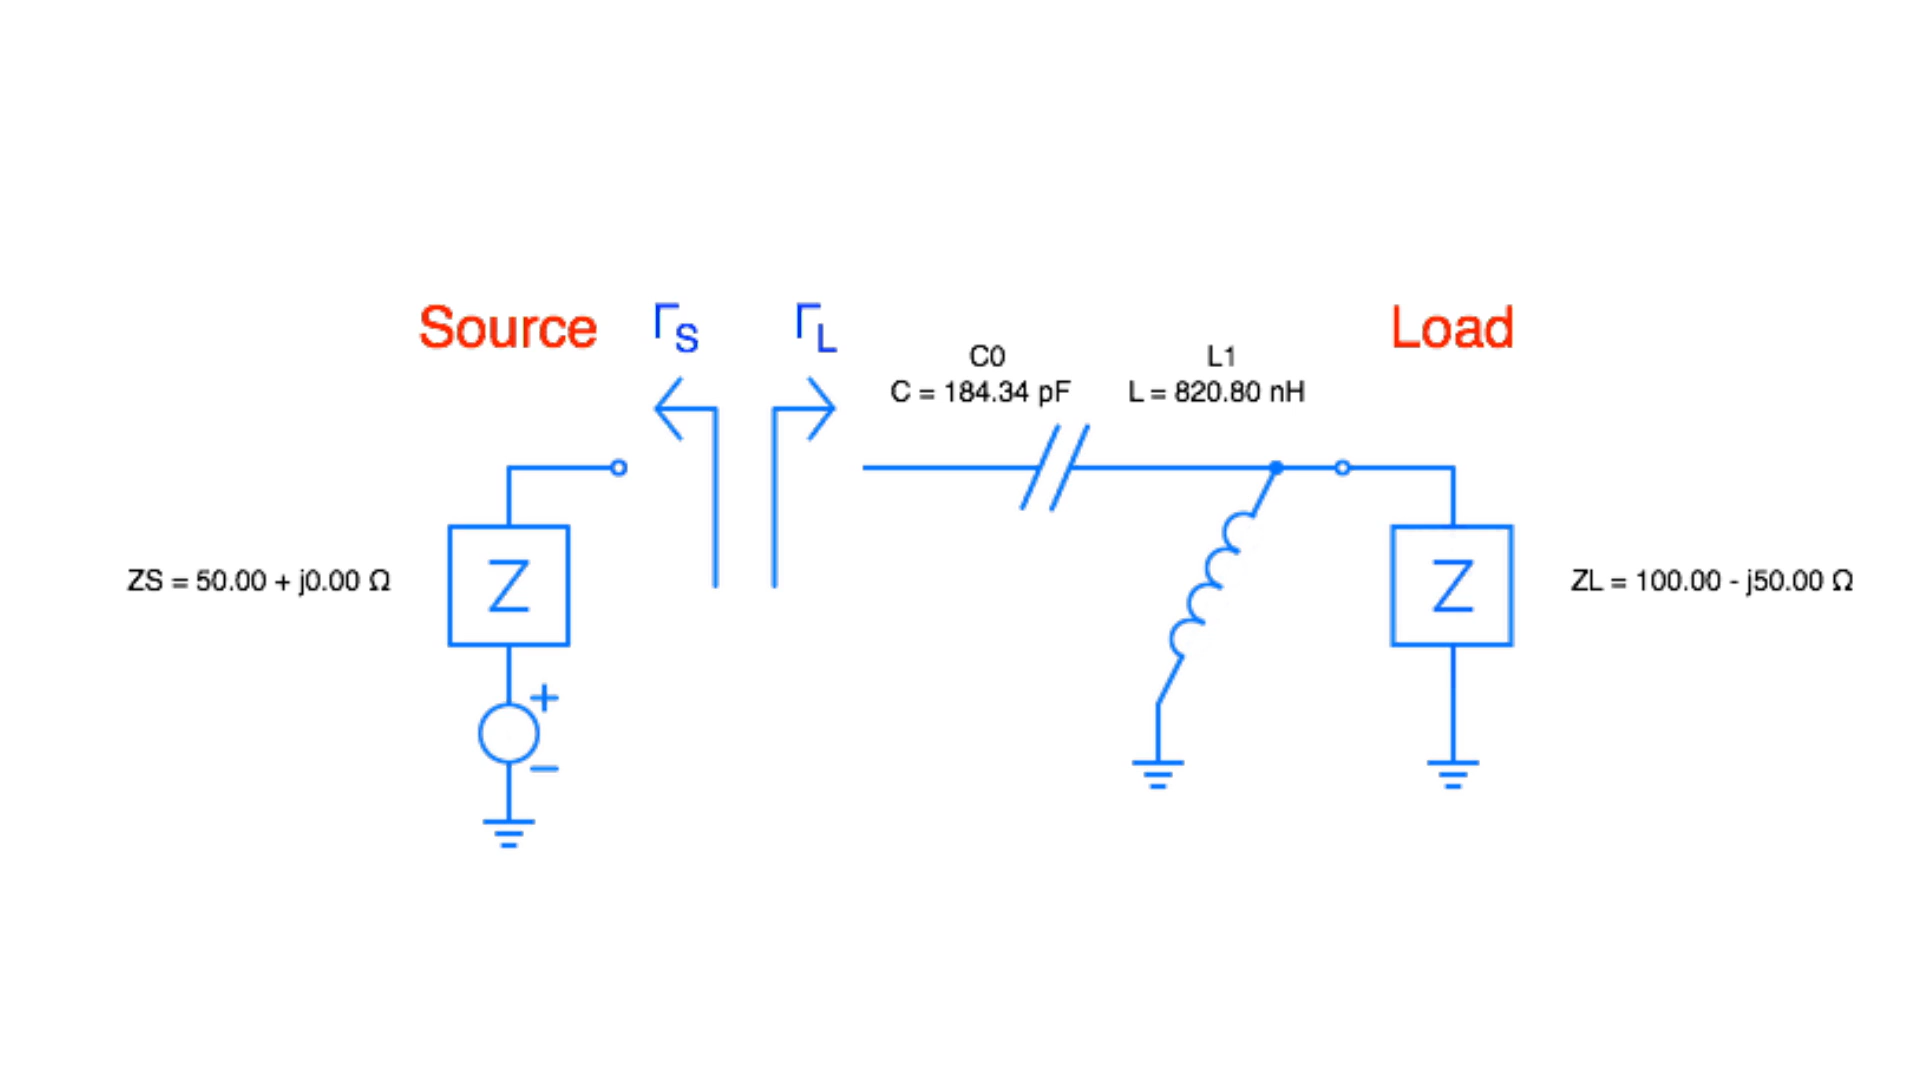 Source
ΓS
ΓL
Load
C0
C = 184.34 pF
L1
L = 820.80 nH
ZS = 50.00 + j0.00 Ω
Z
+
−
Z
ZL = 100.00 - j50.00 Ω